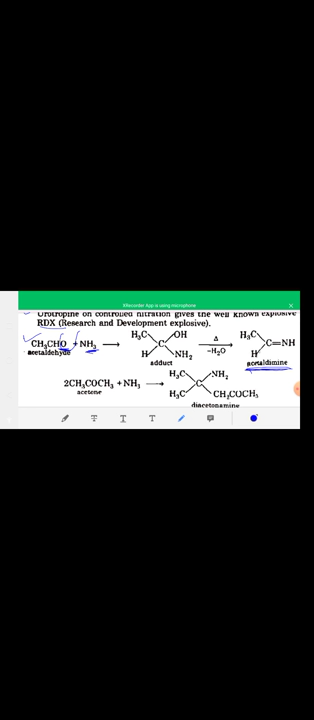 XRecorder App is using microphone
Urotropine on controlled nitration gives the well known explosive
RDX (Research and Development explosive).
H₃C OH H₃C
CH₃CHO + NH₃ ⟶ C Δ ⟶ –H₂O C=NH
acetaldehyde H NH₂ H
adduct acetaldimine
H₃C NH₂
2CH₃COCH₃ + NH₃ ⟶ C
acetone H₃C CH₂COCH₃
diacetonamine